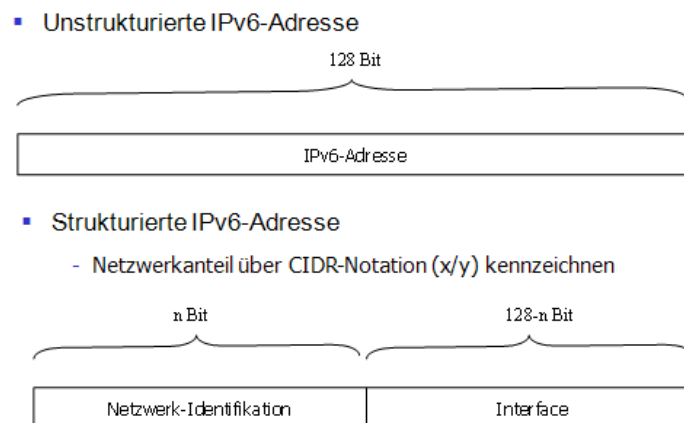 ▪ Unstrukturierte IPv6-Adresse
128 Bit
IPv6-Adresse
▪ Strukturierte IPv6-Adresse
- Netzwerkanteil über CIDR-Notation (x/y) kennzeichnen
n Bit 128-n Bit
Netzwerk-Identifikation Interface